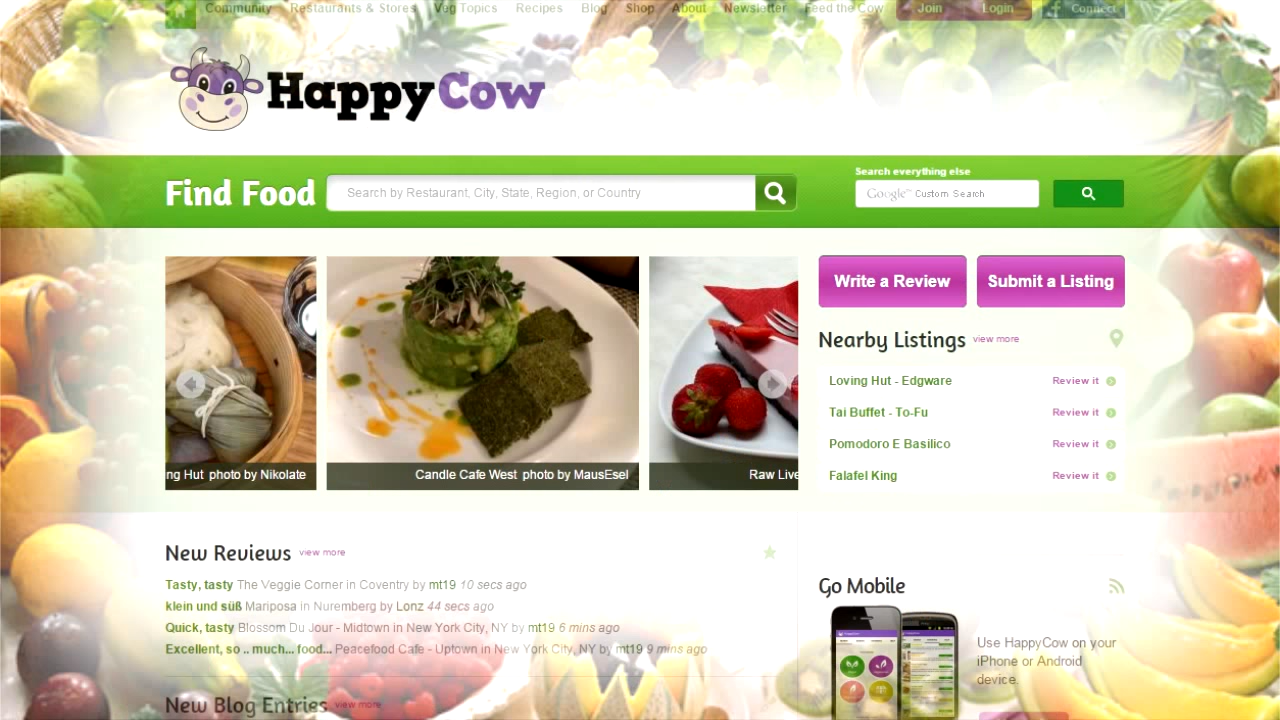 Community Restaurants & Stores Veg Topics Recipes Blog Shop About Newsletter Feed the Cow Join Login Connect
HappyCow
Find Food
Search by Restaurant, City, State, Region, or Country
Search everything else
Google™ Custom Search
Write a Review
Submit a Listing
ng Hut photo by Nikolate
Candle Cafe West photo by MausEsel
Raw Live
Nearby Listings view more
Loving Hut - Edgware Review it
Tai Buffet - To-Fu Review it
Pomodoro E Basilico Review it
Falafel King Review it
New Reviews view more
Tasty, tasty The Veggie Corner in Coventry by mt19 10 secs ago
klein und süß Mariposa in Nuremberg by Lonz 44 secs ago
Quick, tasty Blossom Du Jour - Midtown in New York City, NY by mt19 6 mins ago
Excellent, so .. much... food... Peacefood Cafe - Uptown in New York City, NY by mt19 9 mins ago
New Blog Entries view more
Go Mobile
Use HappyCow on your
iPhone or Android
device.